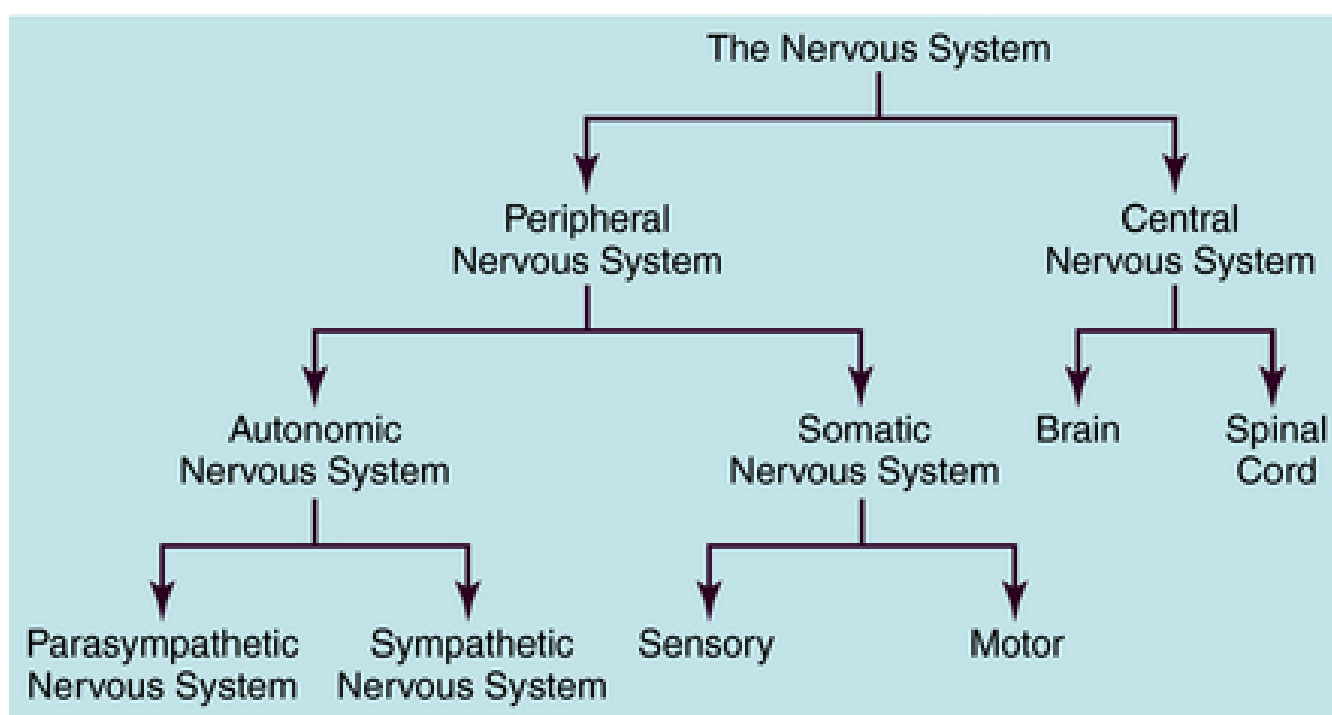 The Nervous System
Peripheral
Nervous System
Central
Nervous System
Autonomic
Nervous System
Somatic
Nervous System
Brain
Spinal
Cord
Parasympathetic
Nervous System
Sympathetic
Nervous System
Sensory
Motor